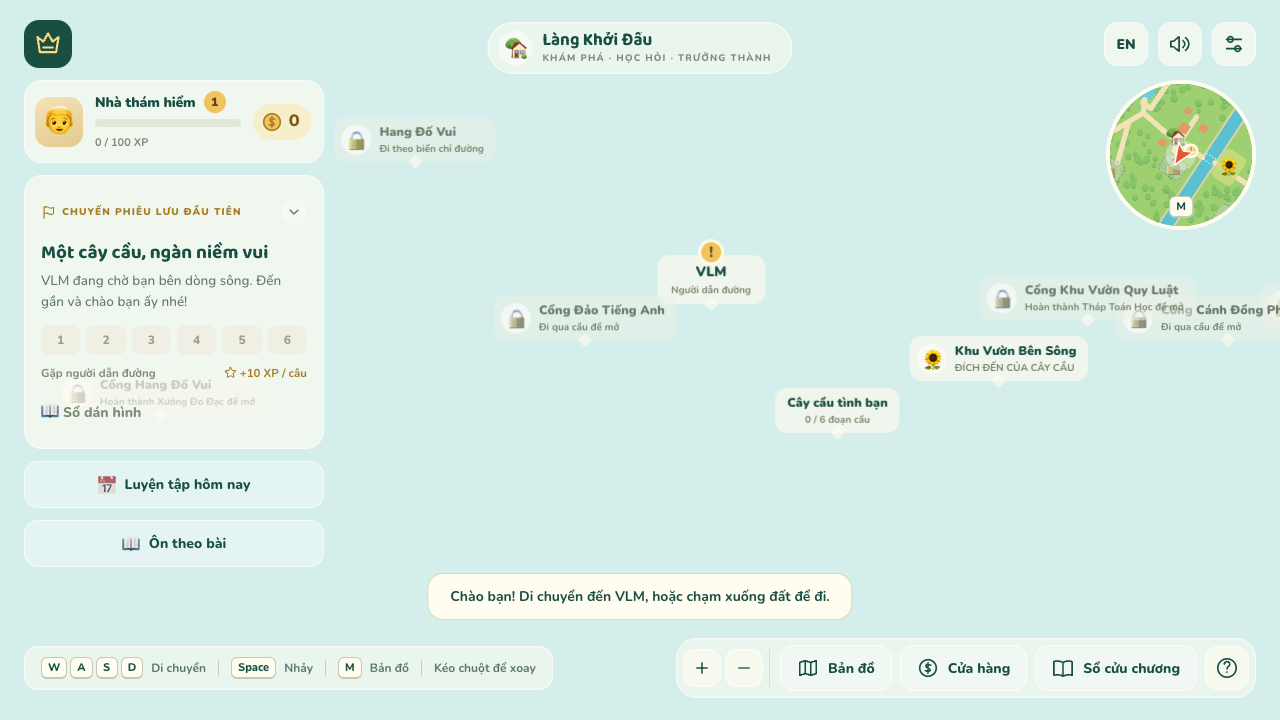 Làng Khởi Đầu
KHÁM PHÁ · HỌC HỎI · TRƯỞNG THÀNH
EN
Nhà thám hiểm 1
0 / 100 XP
0
Hang Đố Vui
Đi theo biển chỉ đường
CHUYẾN PHIÊU LƯU ĐẦU TIÊN
Một cây cầu, ngàn niềm vui
VLM đang chờ bạn bên dòng sông. Đến
gần và chào bạn ấy nhé!
1 2 3 4 5 6
Gặp người dẫn đường
+10 XP / câu
Cổng Hang Đố Vui
Hoàn thành Xưởng Đo Đạc để mở
Sổ dán hình
Luyện tập hôm nay
Ôn theo bài
!
VLM
Người dẫn đường
Cổng Đảo Tiếng Anh
Đi qua cầu để mở
M
Cổng Khu Vườn Quy Luật
Hoàn thành Tháp Toán Học để mở
Cổng Cánh Đồng
Đi qua cầu để mở
Khu Vườn Bên Sông
ĐÍCH ĐẾN CỦA CÂY CẦU
Cây cầu tình bạn
0 / 6 đoạn cầu
Chào bạn! Di chuyển đến VLM, hoặc chạm xuống đất để đi.
W A S D Di chuyển Space Nhảy M Bản đồ Kéo chuột để xoay
+ − Bản đồ Cửa hàng Sổ cửu chương ?